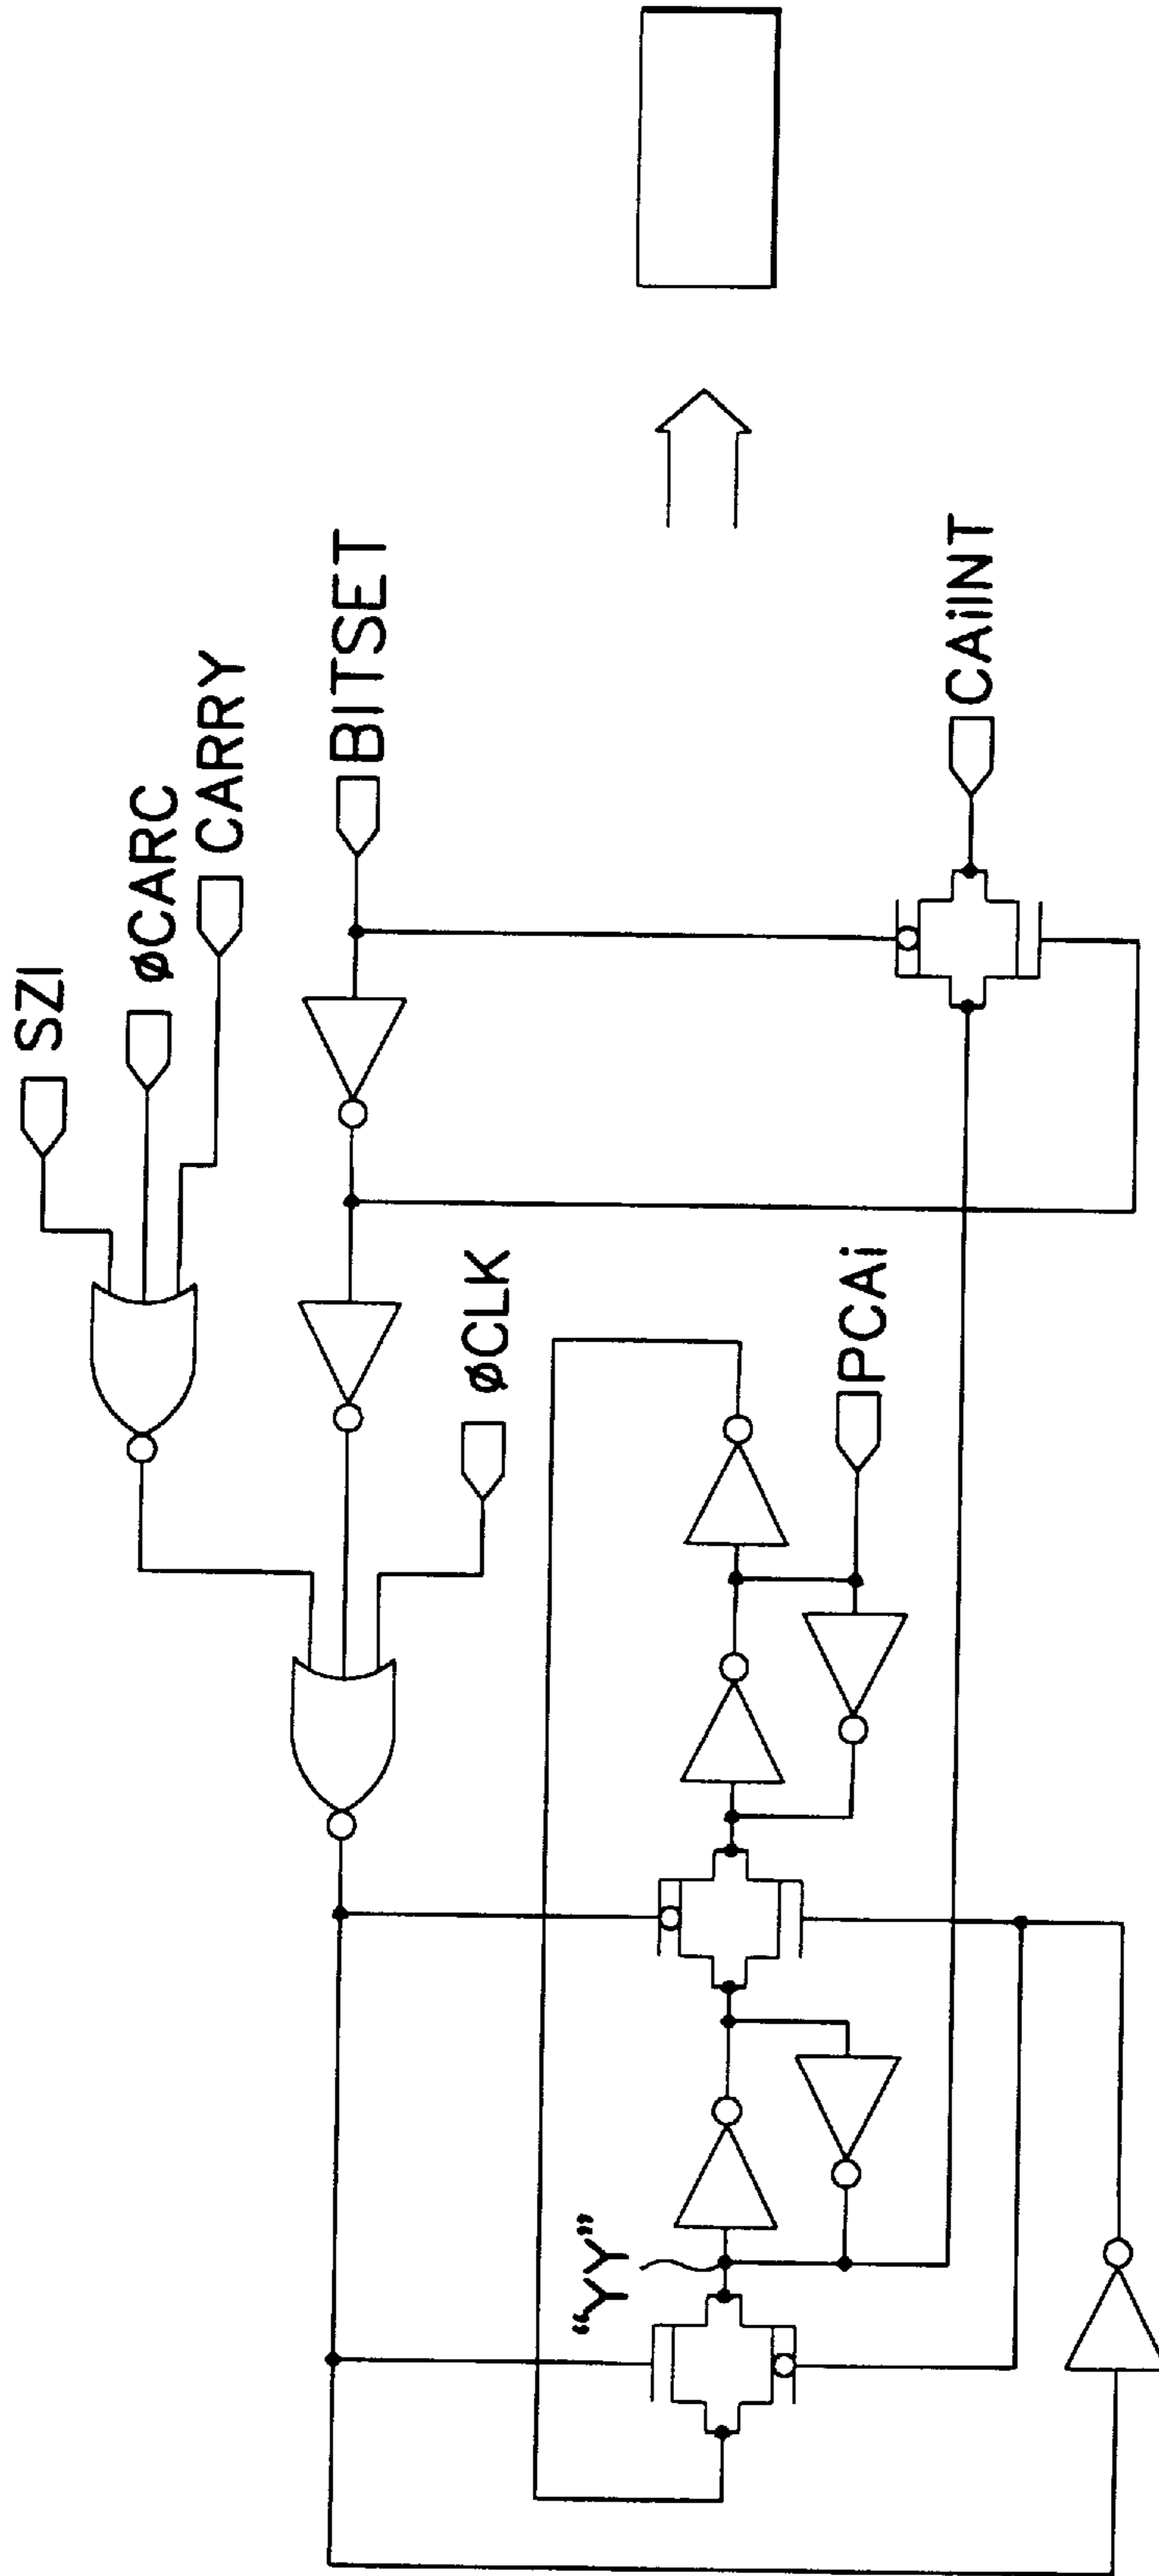 SZI
øCARC
CARRY
BITSET
øCLK
PCAi
CAiINT
“YY”